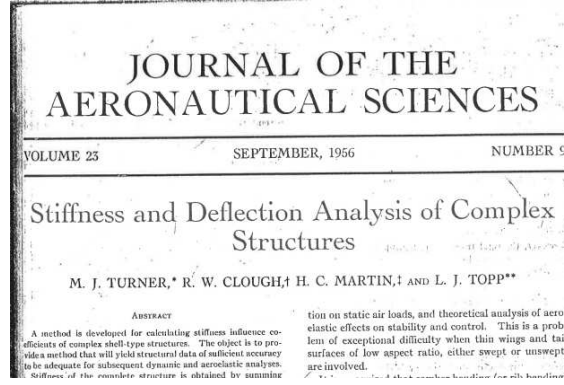 JOURNAL OF THE
AERONAUTICAL SCIENCES
VOLUME 23 SEPTEMBER, 1956 NUMBER 9
Stiffness and Deflection Analysis of Complex
Structures
M. J. TURNER,* R. W. CLOUGH,† H. C. MARTIN,‡ AND L. J. TOPP**
ABSTRACT
A method is developed for calculating stiffness influence co-
efficients of complex shell-type structures. The object is to pro-
vide a method that will yield structural data of sufficient accuracy
to be adequate for subsequent dynamic and aeroelastic analyses.
Stiffness of the complete structure is obtained by summing
tion on static air loads, and theoretical analysis of aero
elastic effects on stability and control. This is a prob
lem of exceptional difficulty when thin wings and tai
surfaces of low aspect ratio, either swept or unswept
are involved.